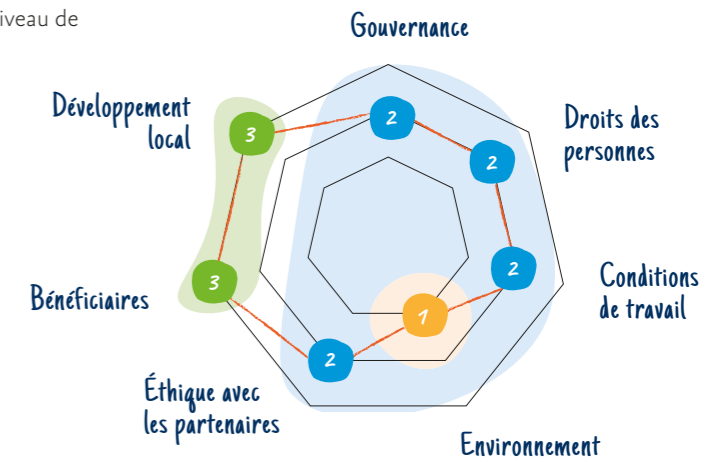 iveau de
Gouvernance
Développement
local
Droits des
personnes
3
2
2
2
3
1
2
Conditions
de travail
Bénéficiaires
Éthique avec
les partenaires
Environnement